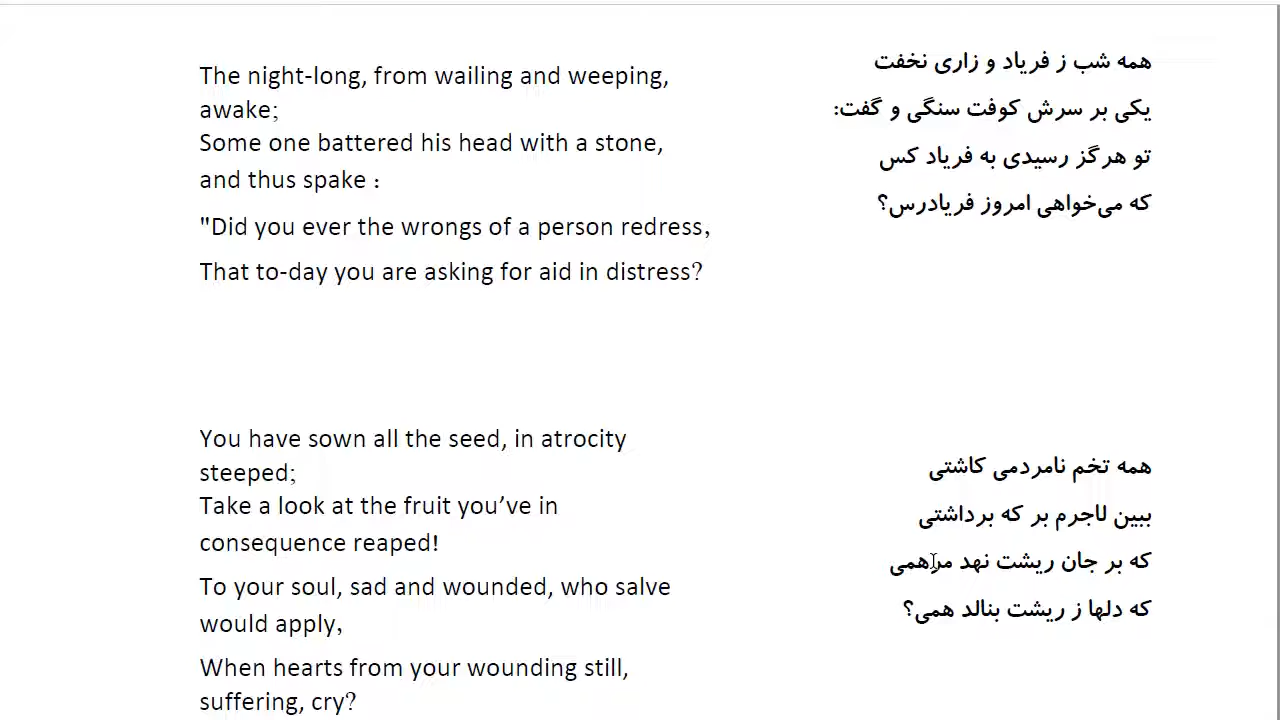 The night-long, from wailing and weeping,
awake;
Some one battered his head with a stone,
and thus spake :
"Did you ever the wrongs of a person redress,
That to-day you are asking for aid in distress?
همه شب ز فریاد و زاری نخفت
یکی بر سرش کوفت سنگی و گفت:
تو هرگز رسیدی به فریاد کس
که می‌خواهی امروز فریادرس؟
You have sown all the seed, in atrocity
steeped;
Take a look at the fruit you’ve in
consequence reaped!
To your soul, sad and wounded, who salve
would apply,
When hearts from your wounding still,
suffering, cry?
همه تخم نامردمی کاشتی
ببین لاجرم بر که برداشتی
که بر جان ریشت نهد مرهمی
که دلها ز ریشت بنالد همی؟